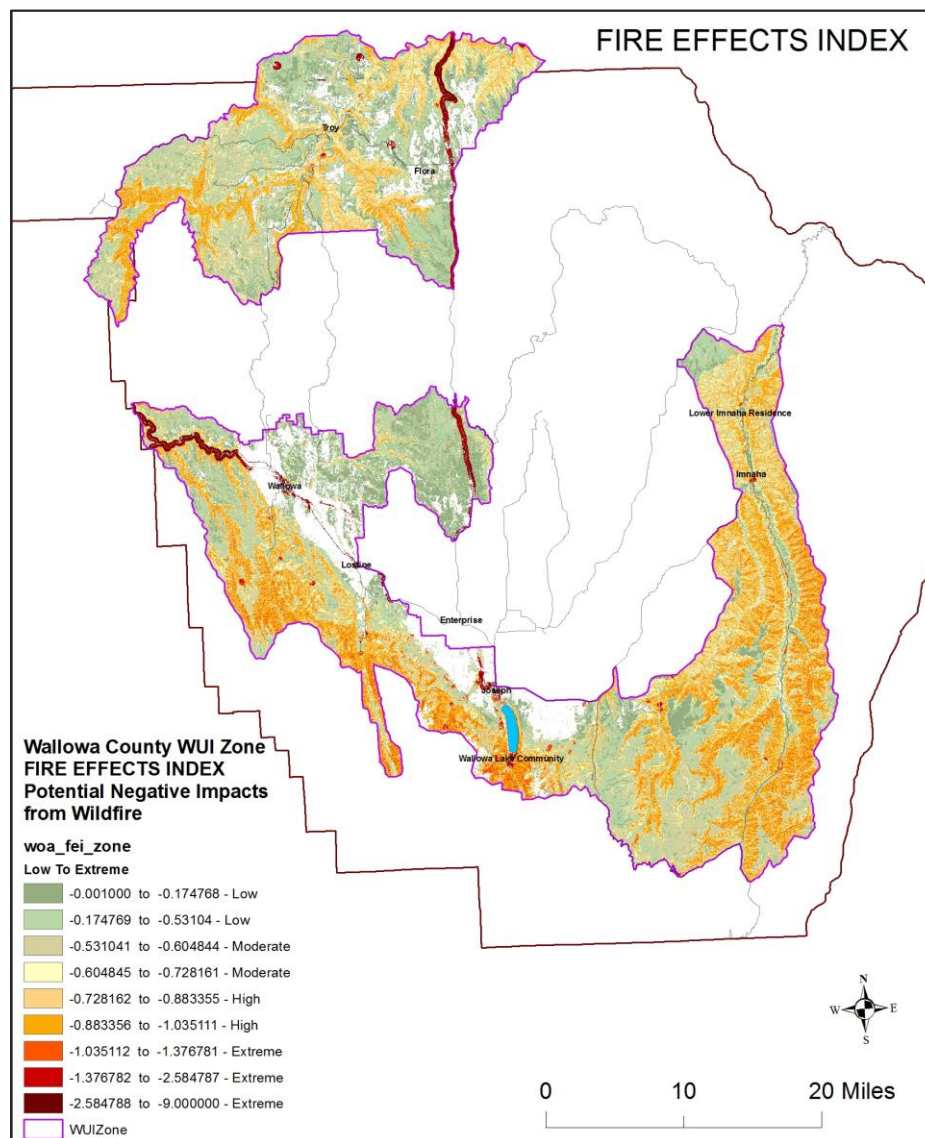 FIRE EFFECTS INDEX
Troy
Flora
Lower Imnaha Residence
Imnaha
Wallowa
Lostine
Enterprise
Joseph
Wallowa Lake Community
Wallowa County WUI Zone
FIRE EFFECTS INDEX
Potential Negative Impacts
from Wildfire
woa_fei_zone
Low To Extreme
-0.001000 to -0.174768 - Low
-0.174769 to -0.53104 - Low
-0.531041 to -0.604844 - Moderate
-0.604845 to -0.728161 - Moderate
-0.728162 to -0.883355 - High
-0.883356 to -1.035111 - High
-1.035112 to -1.376781 - Extreme
-1.376782 to -2.584787 - Extreme
-2.584788 to -9.000000 - Extreme
WUIZone
N
W E
S
0 10 20 Miles